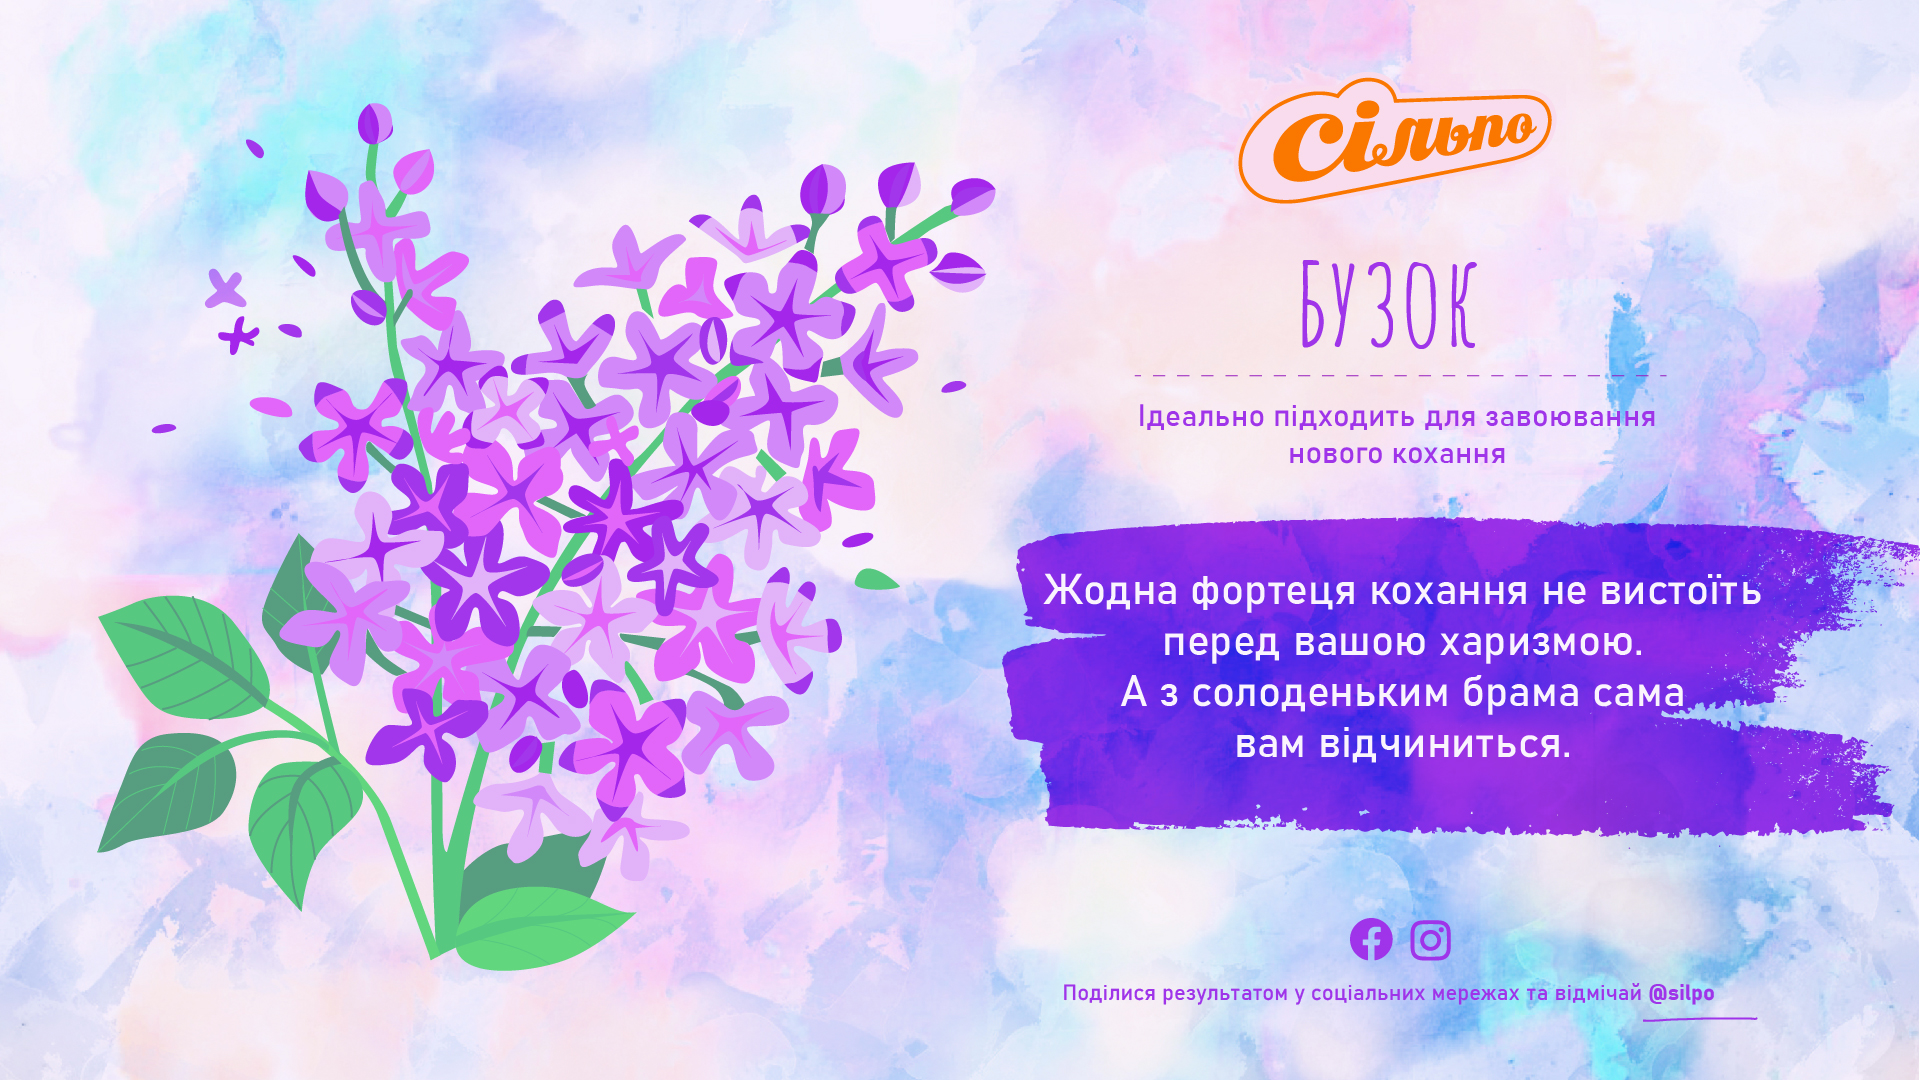 Сільпо
БУЗОК
Ідеально підходить для завоювання
нового кохання
Жодна фортеця кохання не вистоїть
перед вашою харизмою.
А з солоденьким брама сама
вам відчиниться.
Поділися результатом у соціальних мережах та відмічай @silpo